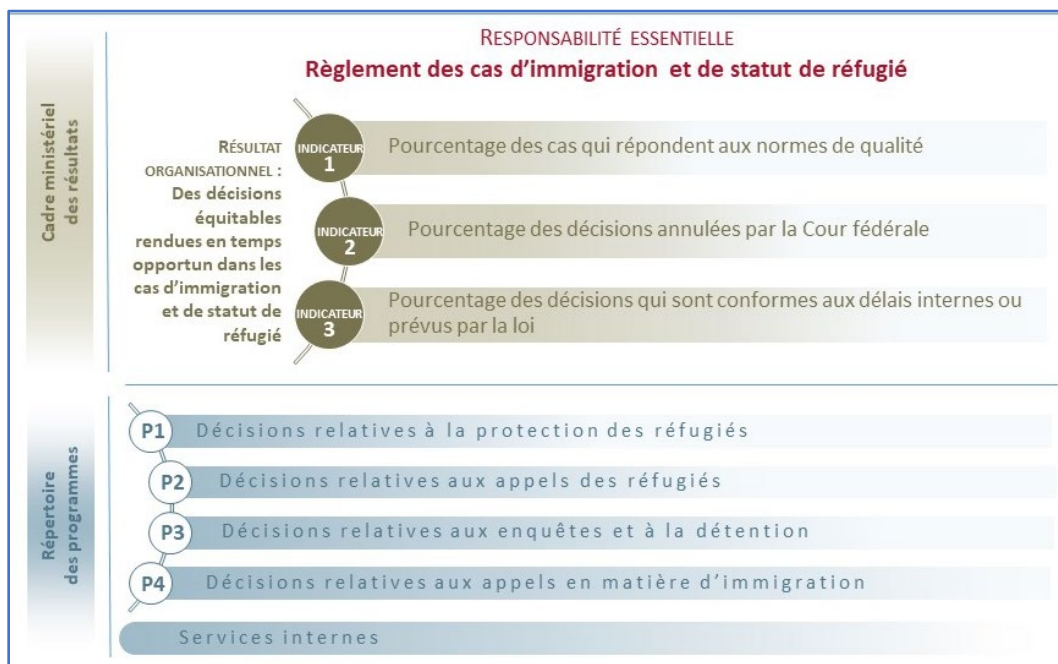 RESPONSABILITÉ ESSENTIELLE
Règlement des cas d’immigration et de statut de réfugié
Cadre ministériel
des résultats
RÉSULTAT
ORGANISATIONNEL :
Des décisions
équitables
rendues en temps
opportun dans les
cas d’immigration
et de statut de
réfugié
INDICATEUR
1
Pourcentage des cas qui répondent aux normes de qualité
INDICATEUR
2
Pourcentage des décisions annulées par la Cour fédérale
INDICATEUR
3
Pourcentage des décisions qui sont conformes aux délais internes ou
prévus par la loi
Répertoire
des programmes
P1 Décisions relatives à la protection des réfugiés
P2 Décisions relatives aux appels des réfugiés
P3 Décisions relatives aux enquêtes et à la détention
P4 Décisions relatives aux appels en matière d’immigration
Services internes